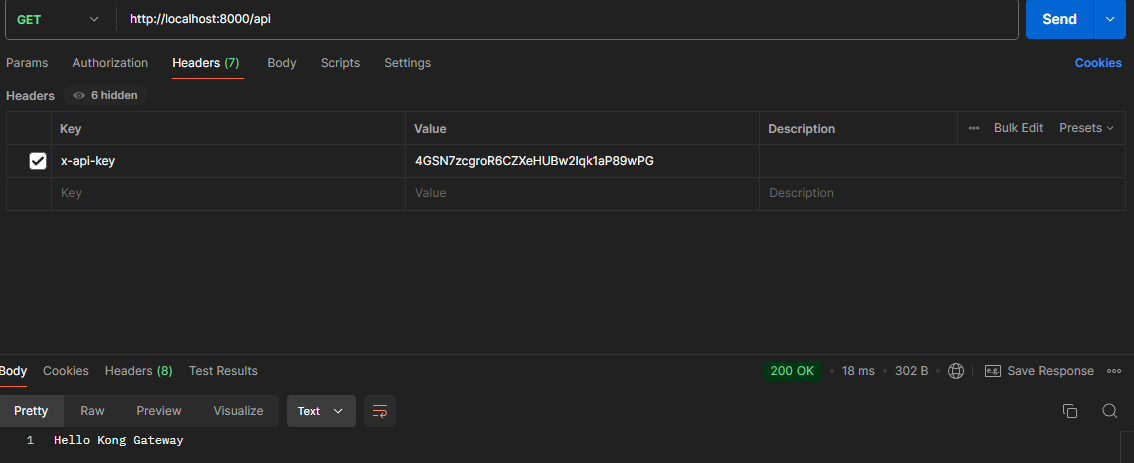 GET http://localhost:8000/api Send
Params Authorization Headers (7) Body Scripts Settings Cookies
Headers 6 hidden
Key Value Description ••• Bulk Edit Presets
x-api-key 4GSN7zcgroR6CZXeHUBw2Iqk1aP89wPG
Key Value Description
Body Cookies Headers (8) Test Results 200 OK • 18 ms • 302 B • e.g. Save Response •••
Pretty Raw Preview Visualize Text
1 Hello Kong Gateway